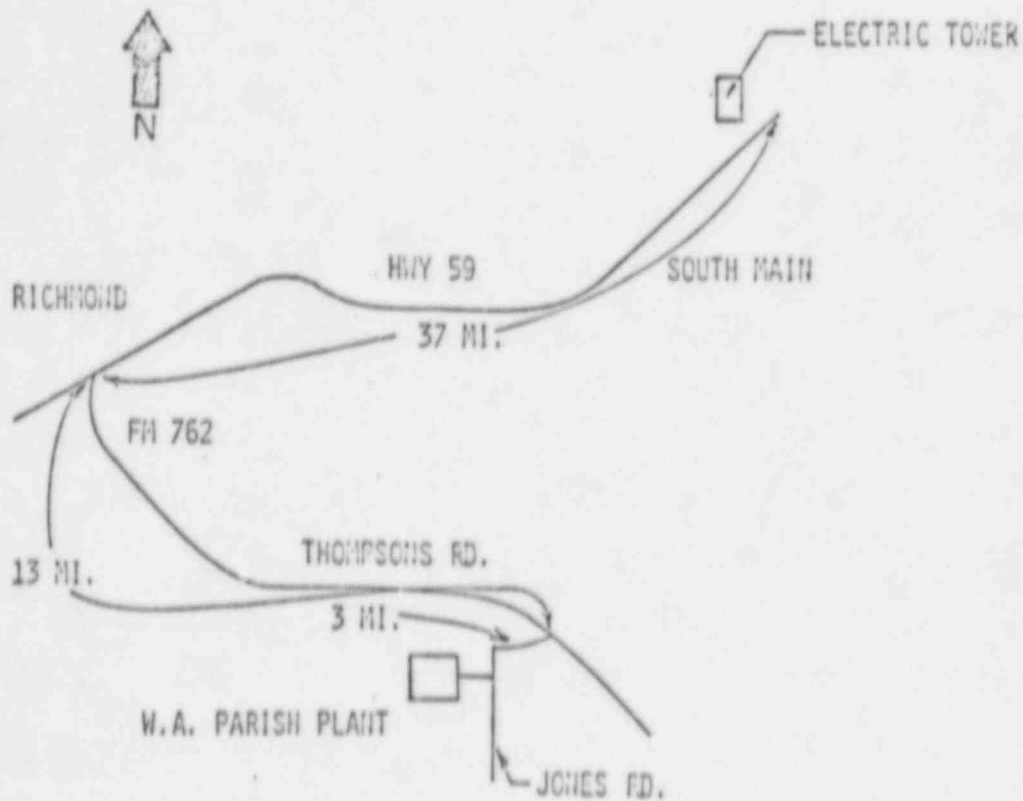 ELECTRIC TOWER
N
HWY 59
SOUTH MAIN
RICHMOND
37 MI.
FM 762
THOMPSONS RD.
13 MI.
3 MI.
W.A. PARISH PLANT
JONES RD.